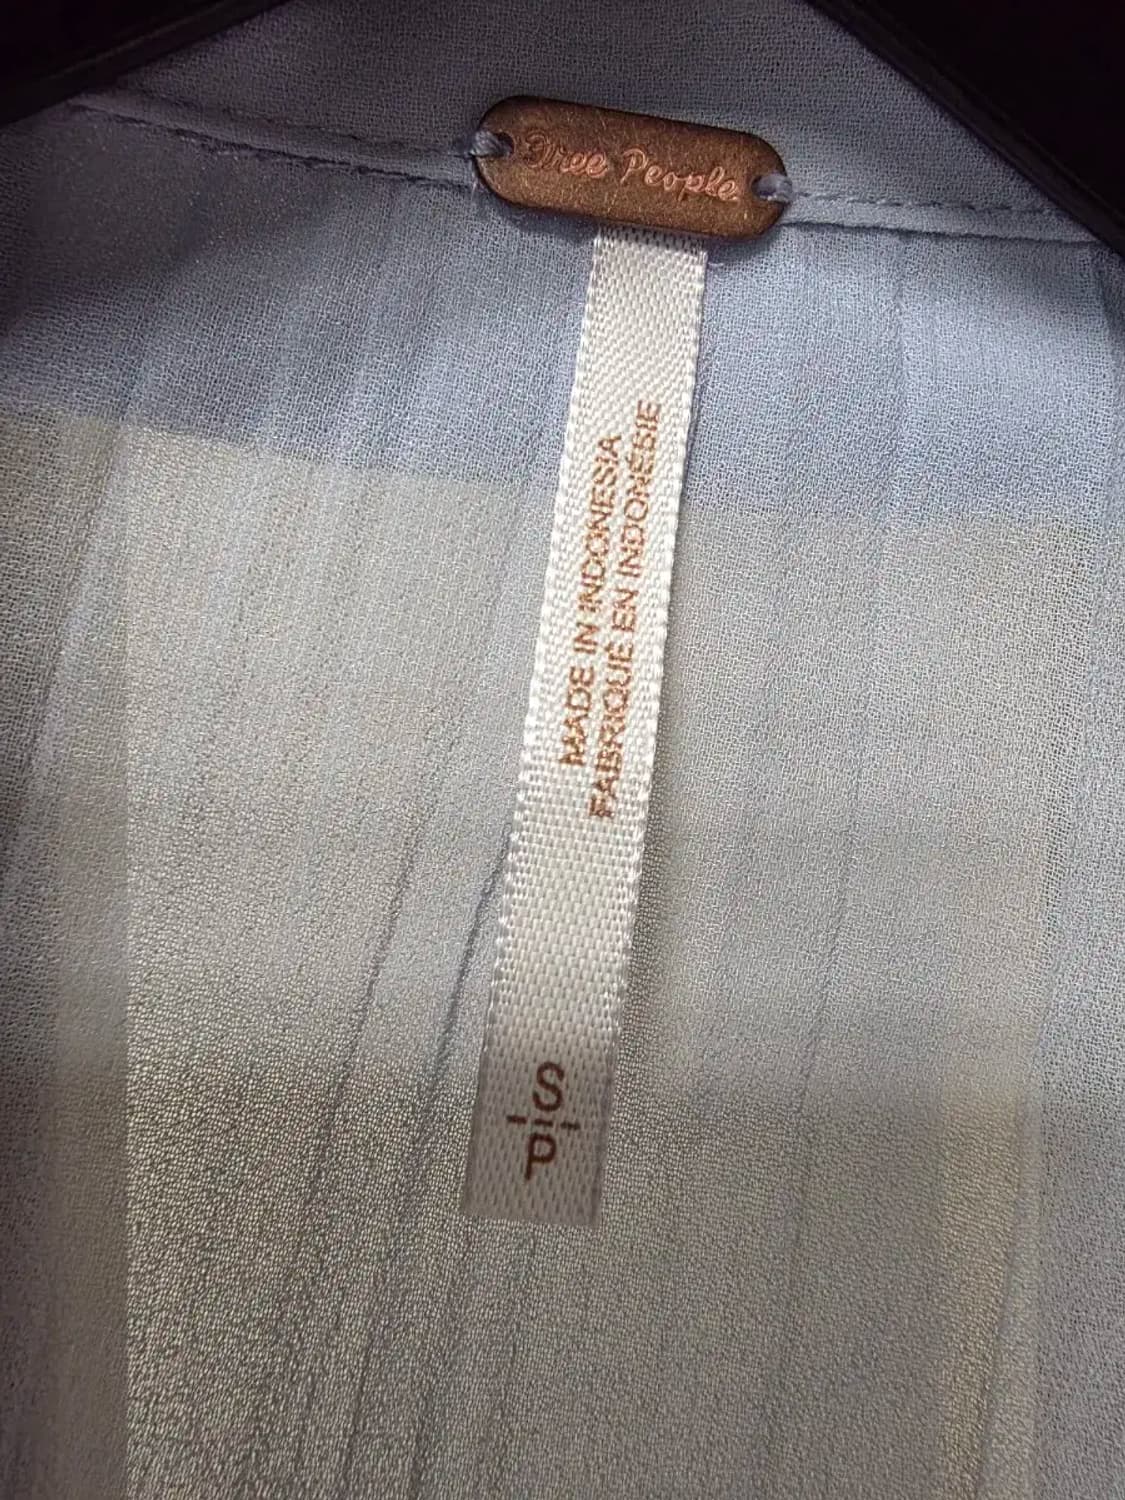 Free People
MADE IN INDONESIA
FABRIQUÉ EN INDONÉSIE
S
P